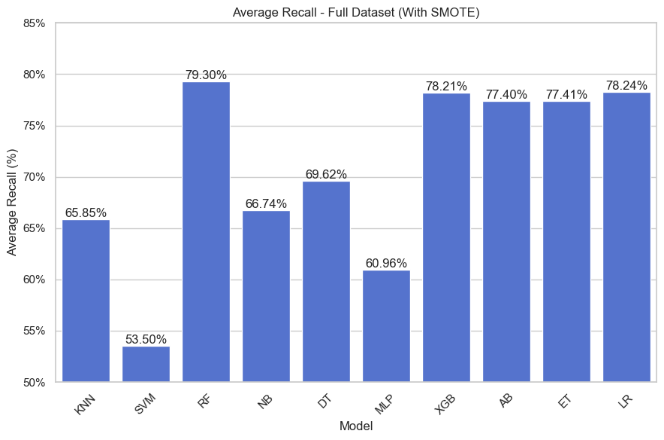 Average Recall - Full Dataset (With SMOTE)
85%
80%
75%
70%
65%
60%
55%
50%
Average Recall (%)
65.85%
53.50%
79.30%
66.74%
69.62%
60.96%
78.21%
77.40%
77.41%
78.24%
KNN
SVM
RF
NB
DT
MLP
XGB
AB
ET
LR
Model